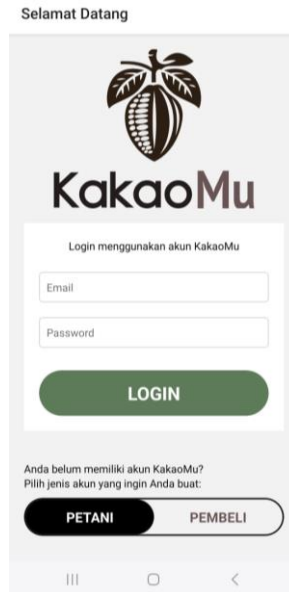 Selamat Datang
KakaoMu
Login menggunakan akun KakaoMu
Email
Password
LOGIN
Anda belum memiliki akun KakaoMu?
Pilih jenis akun yang ingin Anda buat:
PETANI PEMBELI